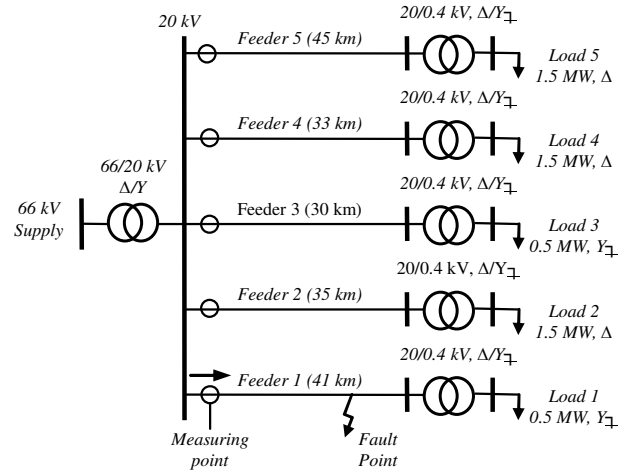 20 kV
Feeder 5 (45 km)
20/0.4 kV, Δ/Y
Load 5
1.5 MW, Δ
Feeder 4 (33 km)
20/0.4 kV, Δ/Y
Load 4
1.5 MW, Δ
66/20 kV
Δ/Y
66 kV
Supply
Feeder 3 (30 km)
20/0.4 kV, Δ/Y
Load 3
0.5 MW, Y
Feeder 2 (35 km)
20/0.4 kV, Δ/Y
Load 2
1.5 MW, Δ
Feeder 1 (41 km)
20/0.4 kV, Δ/Y
Load 1
0.5 MW, Y
Measuring
point
Fault
Point